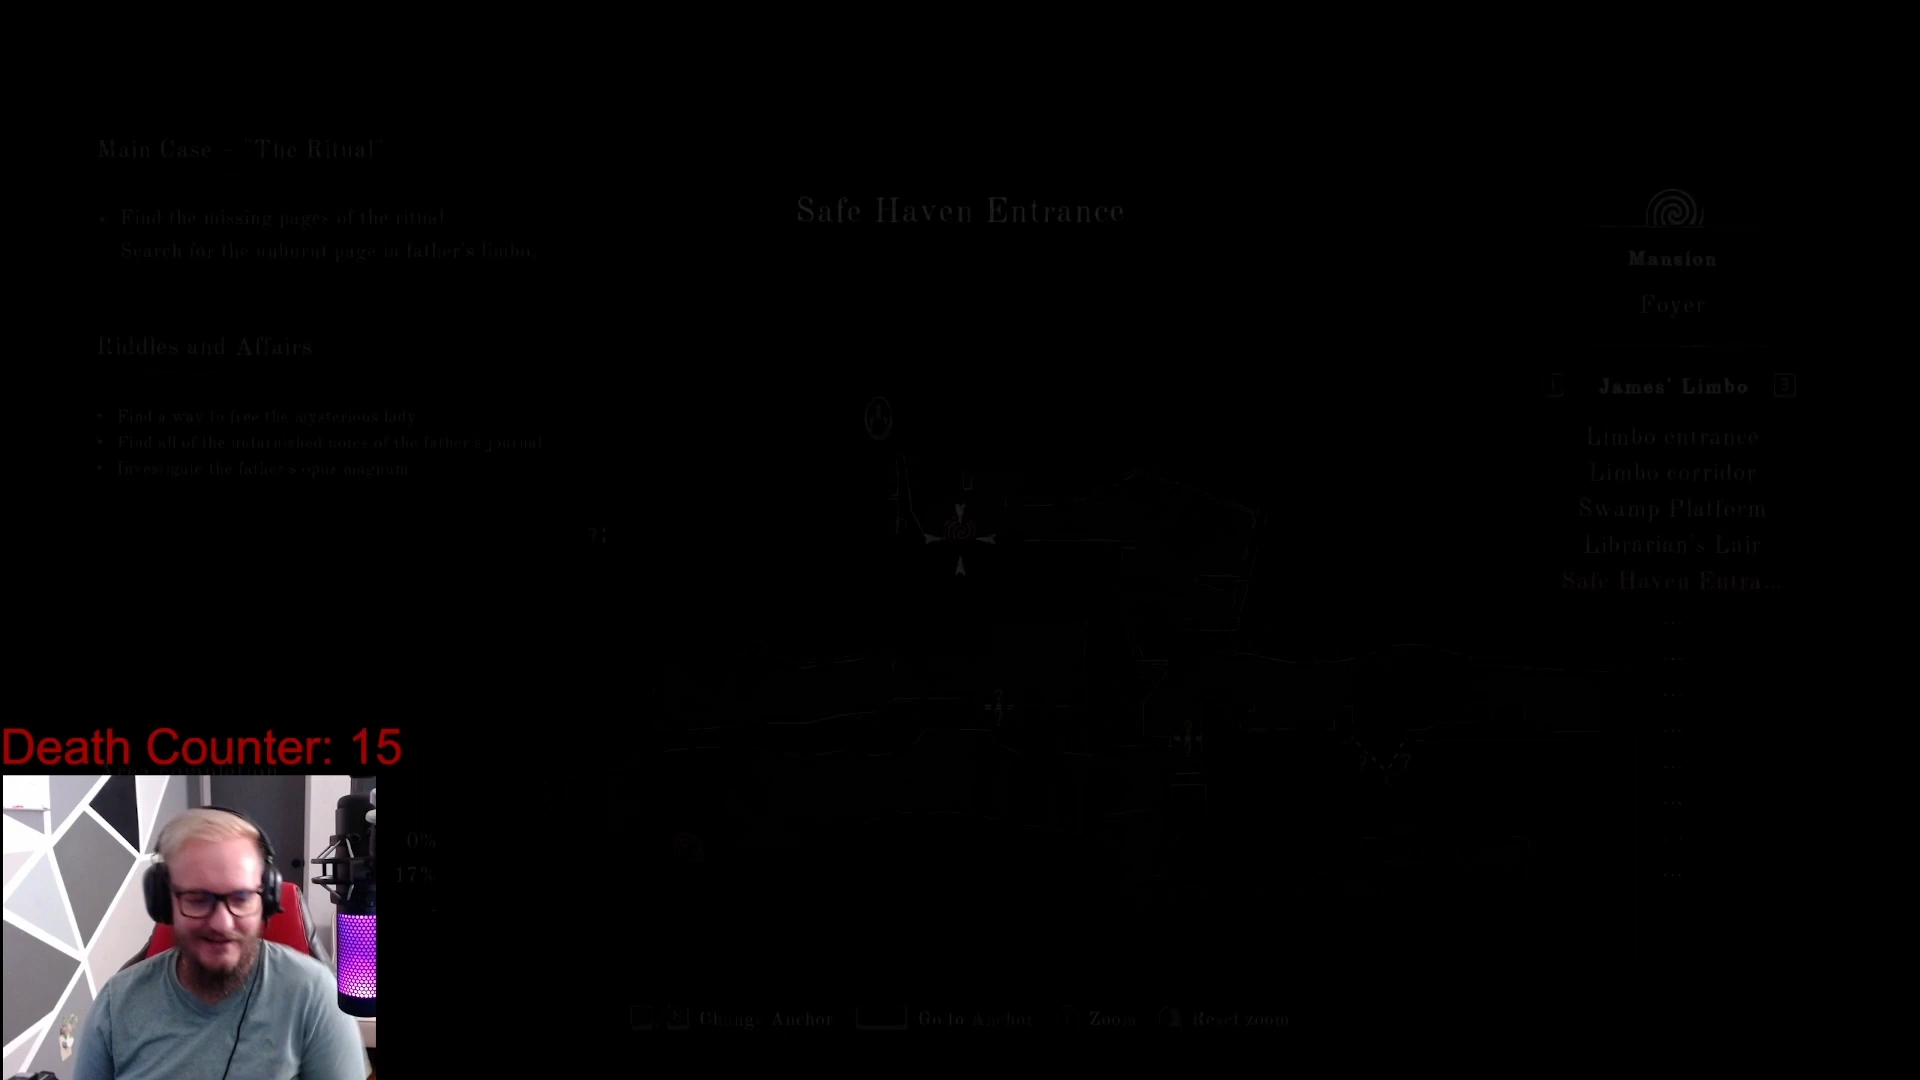 Main Case - "The Ritual"
Find the missing pages of the ritual
Search for the unburnt page in father's limbo.
Riddles and Affairs
Find a way to free the mysterious lady
Find all of the unfurnished notes of the father's journal
Investigate the father's opus magnum
Safe Haven Entrance
Mansion
Foyer
James' Limbo
3
Limbo entrance
Limbo corridor
Swamp Platform
Librarian's Lair
Safe Haven Entra...
...
...
...
...
...
...
...
...
Death Counter: 15
Area completion
0%
17%
Change Anchor
Go to Anchor
Zoom
Reset zoom